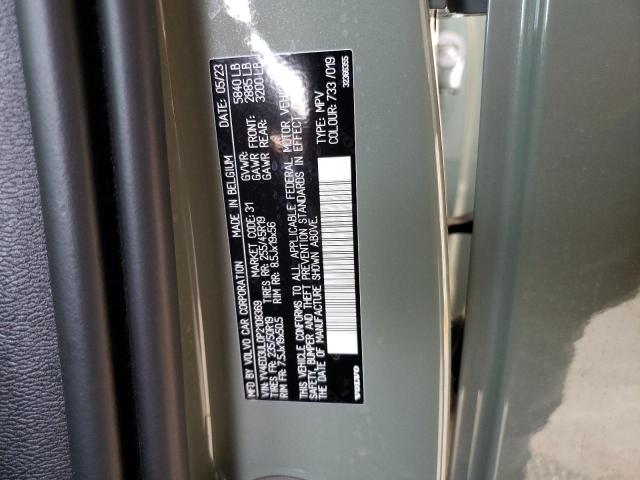 MFD BY VOLVO CAR CORPORATION MADE IN BELGIUM DATE: 05/23
VIN: YV4ED3UL0P2108369 MARKET CODE: 31 GVWR: 5840 LB
TIRES FR: 235/50R19 TIRES RR: 255/45R19 GAWR FRONT: 2885 LB
RIM FR: 7.5Jx19x50.5 RIM RR: 8.5Jx19x56 GAWR REAR: 3200 LB
THIS VEHICLE CONFORMS TO ALL APPLICABLE FEDERAL MOTOR
SAFETY, BUMPER AND THEFT PREVENTION STANDARDS IN EFFECT
THE DATE OF MANUFACTURE SHOWN ABOVE.
TYPE: MPV
COLOUR: 733/019
VOLVO 32365355